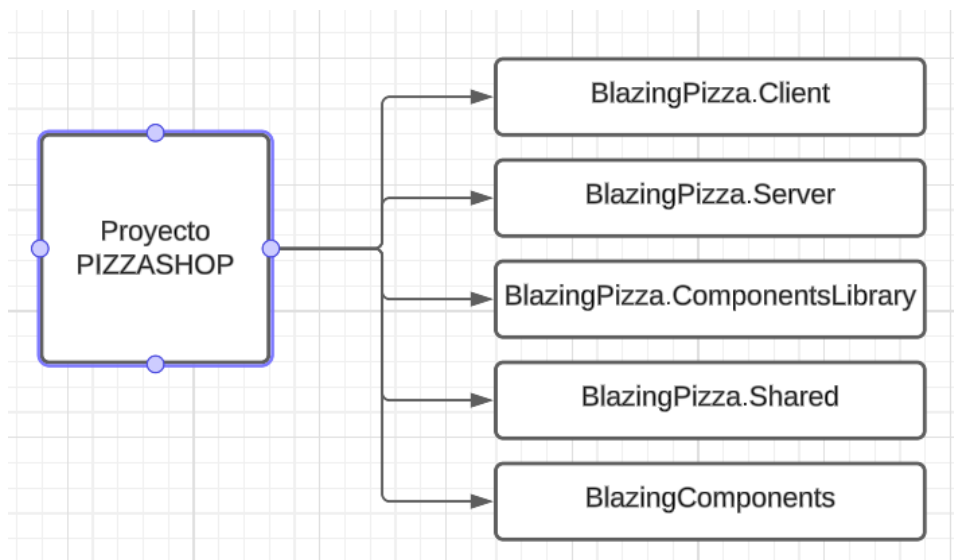 Proyecto
PIZZASHOP
BlazingPizza.Client
BlazingPizza.Server
BlazingPizza.ComponentsLibrary
BlazingPizza.Shared
BlazingComponents